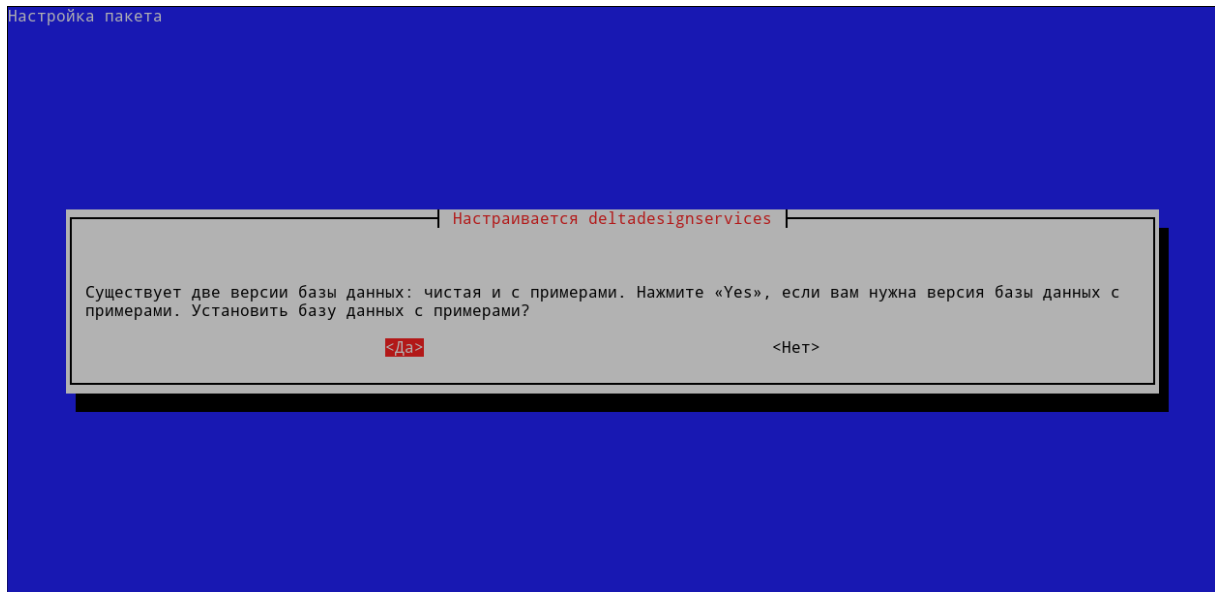 Настройка пакета
Настраивается deltadesignservices
Существует две версии базы данных: чистая и с примерами. Нажмите «Yes», если вам нужна версия базы данных с
примерами. Установить базу данных с примерами?
<Да> <Нет>